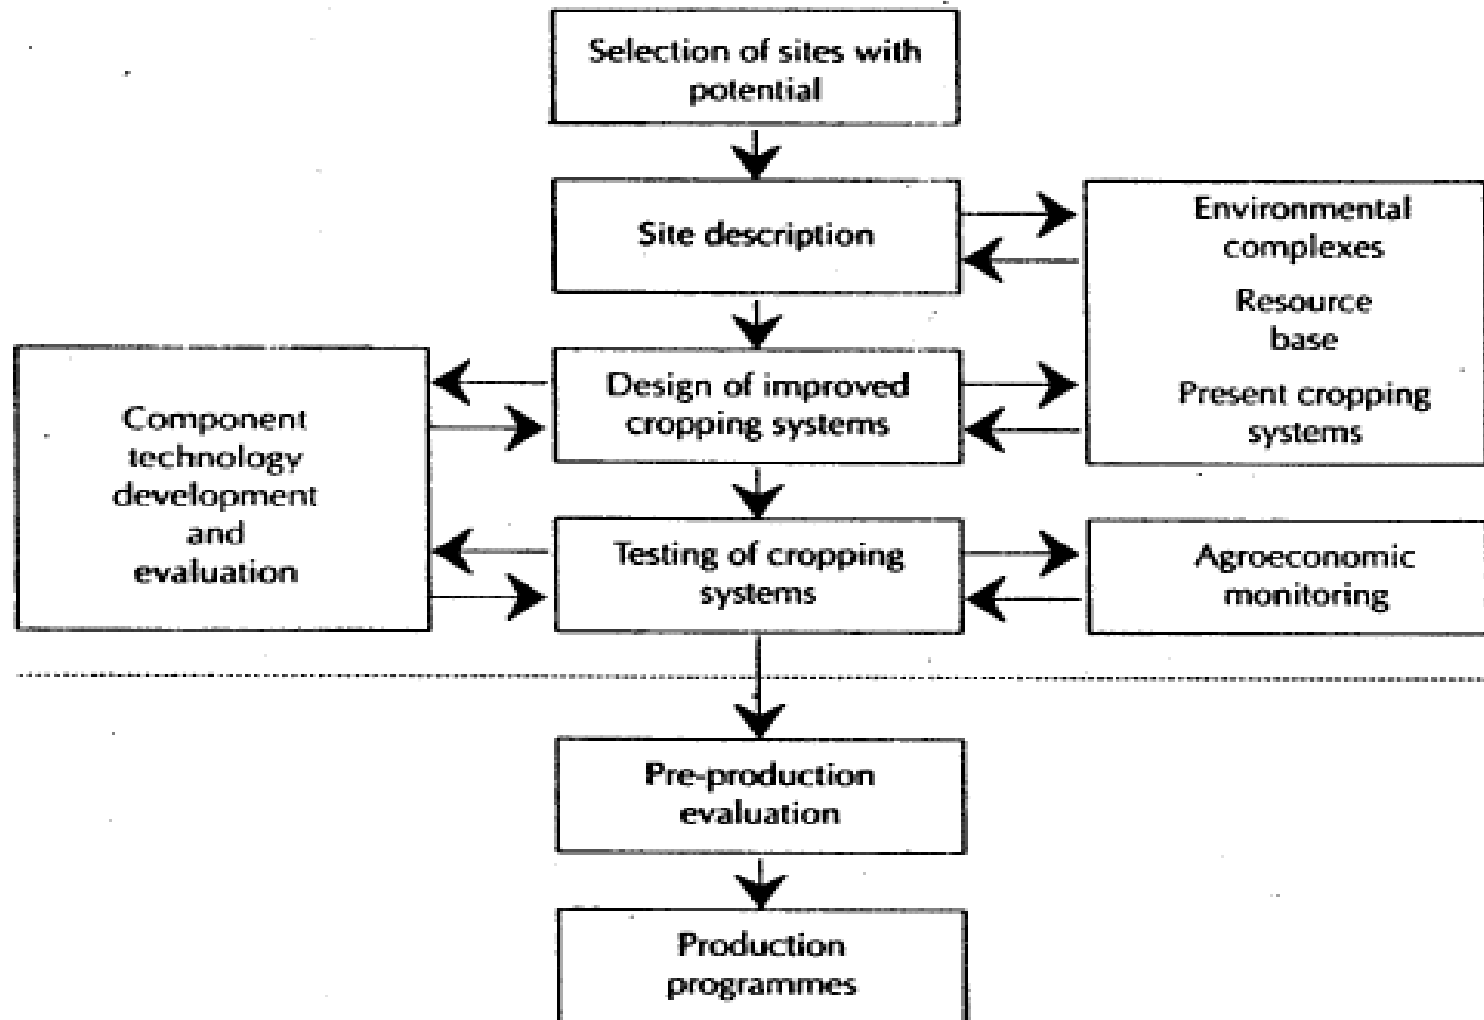 Selection of sites with
potential
Site description
Environmental
complexes
Resource
base
Present cropping
systems
Design of improved
cropping systems
Component
technology
development
and
evaluation
Testing of cropping
systems
Agroeconomic
monitoring
Pre-production
evaluation
Production
programmes